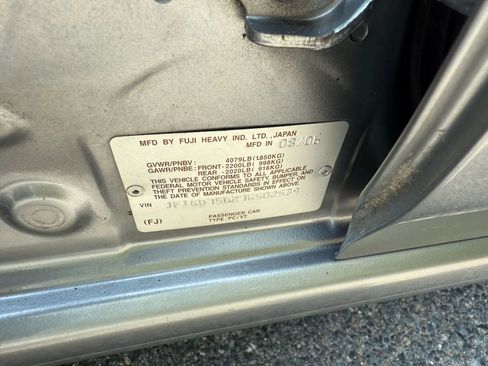 MFD BY FUJI HEAVY IND. LTD. JAPAN
MFD IN 08/05
GVWR/PNBV : 4079LB(1850KG)
GAWR/PNBE: FRONT-2200LB( 998KG)
REAR -2020LB( 916KG)
THIS VEHICLE CONFORMS TO ALL APPLICABLE
FEDERAL MOTOR VEHICLE SAFETY, BUMPER, AND
THEFT PREVENTION STANDARDS IN EFFECT ON
THE DATE OF MANUFACTURE SHOWN ABOVE.
VIN
(FJ)
PASSENGER CAR
TYPE: PC/VT